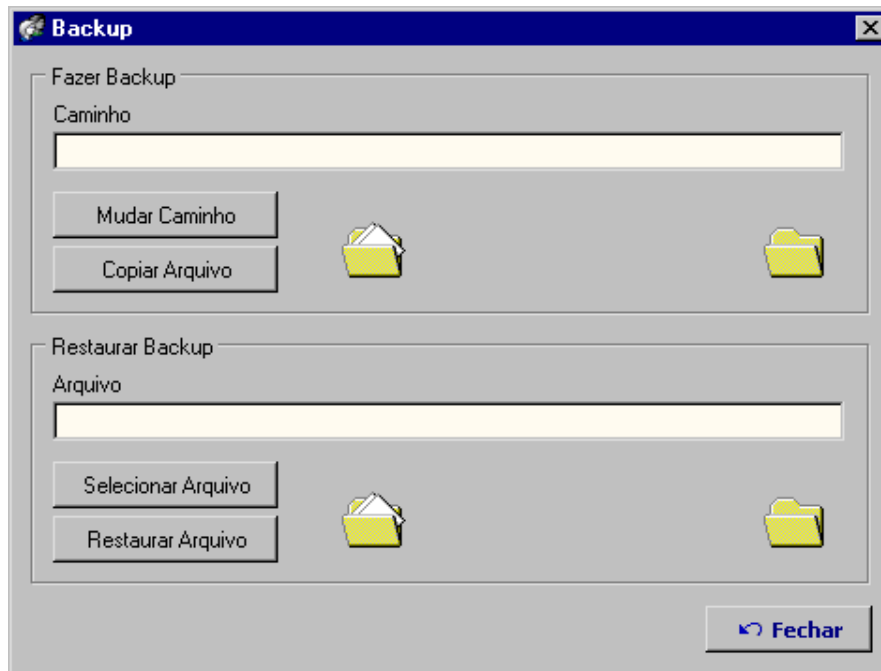 Backup
Fazer Backup
Caminho
Mudar Caminho
Copiar Arquivo
Restaurar Backup
Arquivo
Selecionar Arquivo
Restaurar Arquivo
Fechar